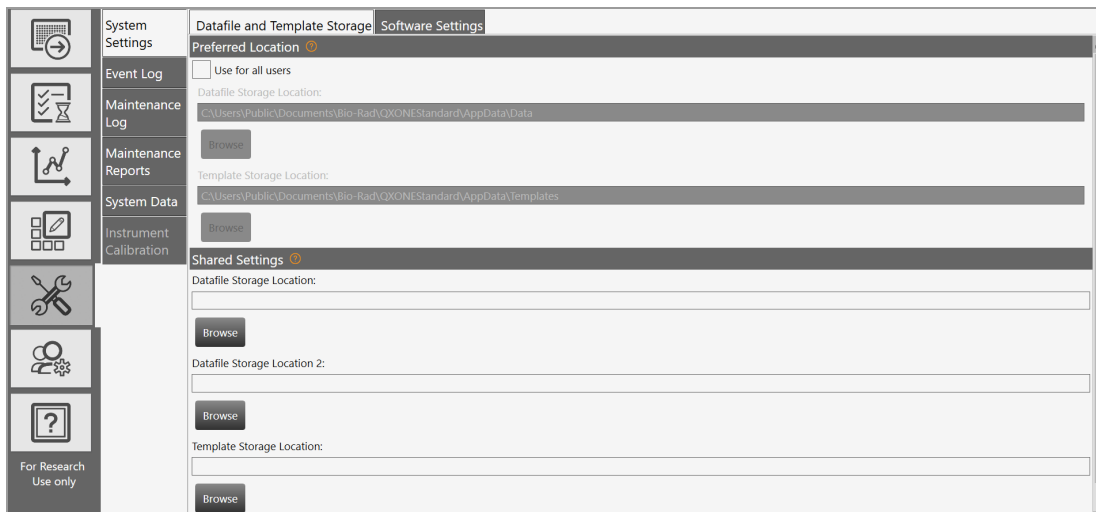 System
Settings
Event Log
Maintenance
Log
Maintenance
Reports
System Data
Instrument
Calibration
For Research
Use only
Datafile and Template Storage
Software Settings
Preferred Location ?
Use for all users
Datafile Storage Location:
C:\Users\Public\Documents\Bio-Rad\QXONEStandard\AppData\Data
Browse
Template Storage Location:
C:\Users\Public\Documents\Bio-Rad\QXONEStandard\AppData\Templates
Browse
Shared Settings ?
Datafile Storage Location:
Browse
Datafile Storage Location 2:
Browse
Template Storage Location:
Browse